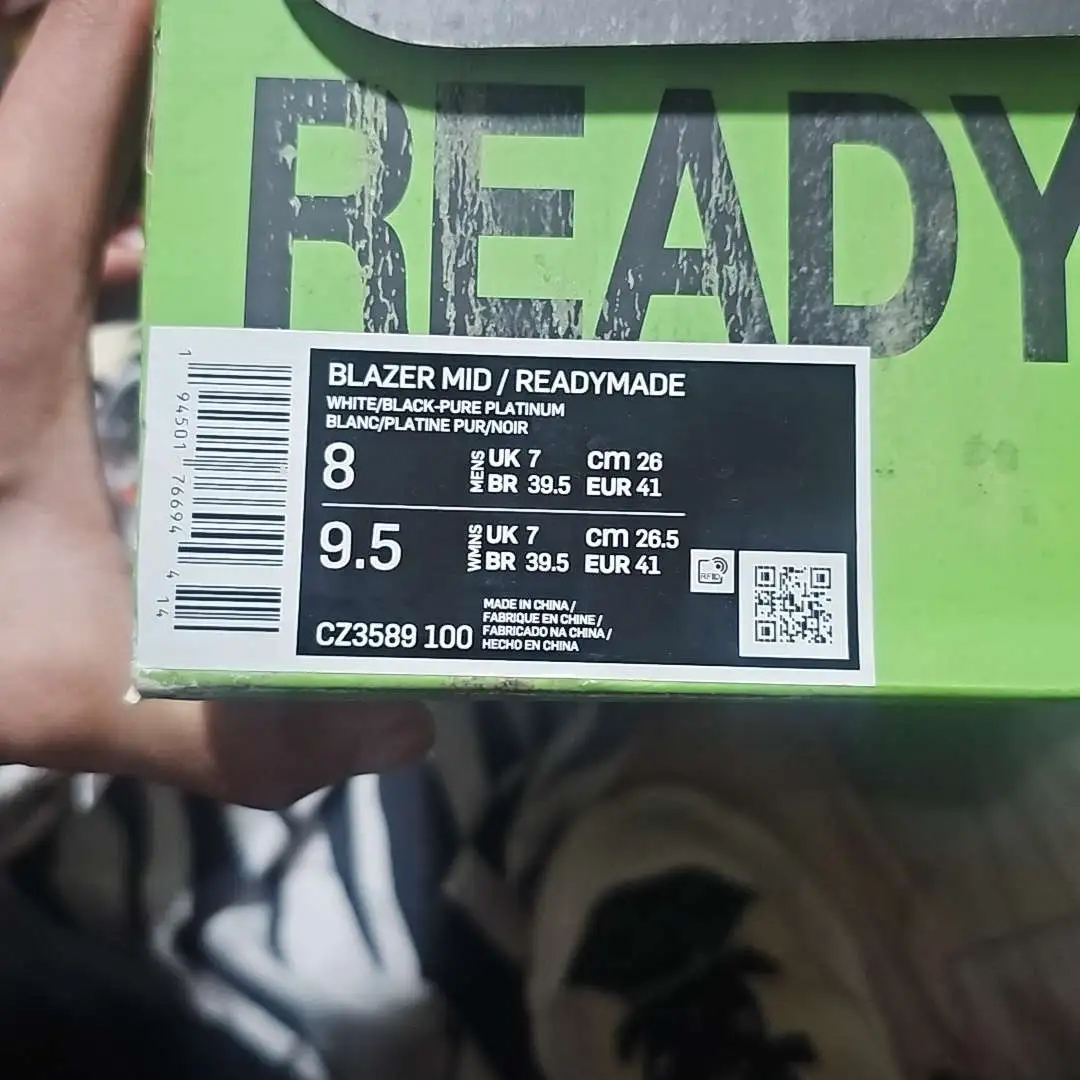 READY
BLAZER MID / READYMADE
WHITE/BLACK-PURE PLATINUM
BLANC/PLATINE PUR/NOIR
8 MENS UK 7 cm 26
BR 39.5 EUR 41
9.5 WMNS UK 7 cm 26.5
BR 39.5 EUR 41
RFID
MADE IN CHINA /
FABRIQUE EN CHINE /
FABRICADO NA CHINA /
HECHO EN CHINA
CZ3589 100
1 94501 76694 4 14